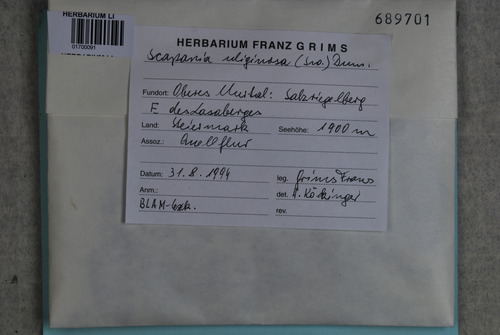 HERBARIUM LI
01700091
689701
HERBARIUM FRANZ GRIMS
Scapania uliginosa (Sw.) Dum.
Fundort: Oberes Murtal: Salzriegelberg
E des Lasaberges
Land: Steiermark Seehöhe: 1900 m
Assoz.: Quellflur
Datum: 31.8.1994 leg. Grims Franz
Anm.: det. H. Köckinger
BLAM-Exk. rev.